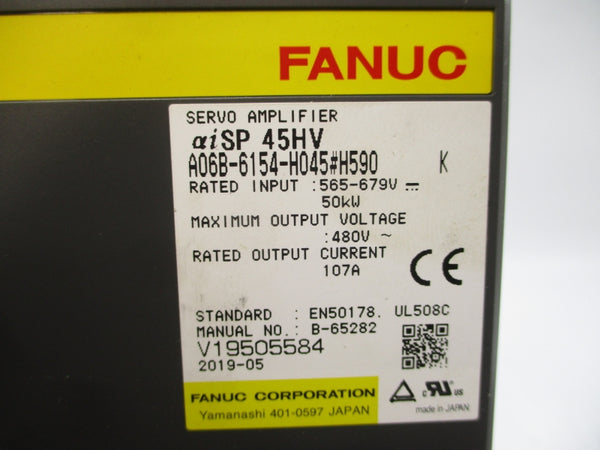 FANUC
SERVO AMPLIFIER
αiSP 45HV
A06B-6154-H045#H590 K
RATED INPUT :565-679V ⎓
50kW
MAXIMUM OUTPUT VOLTAGE
:480V ~
RATED OUTPUT CURRENT
107A
CE
STANDARD : EN50178. UL508C
MANUAL NO.: B-65282
V19505584
2019-05
FANUC CORPORATION
Yamanashi 401-0597 JAPAN
c RU us
made in JAPAN